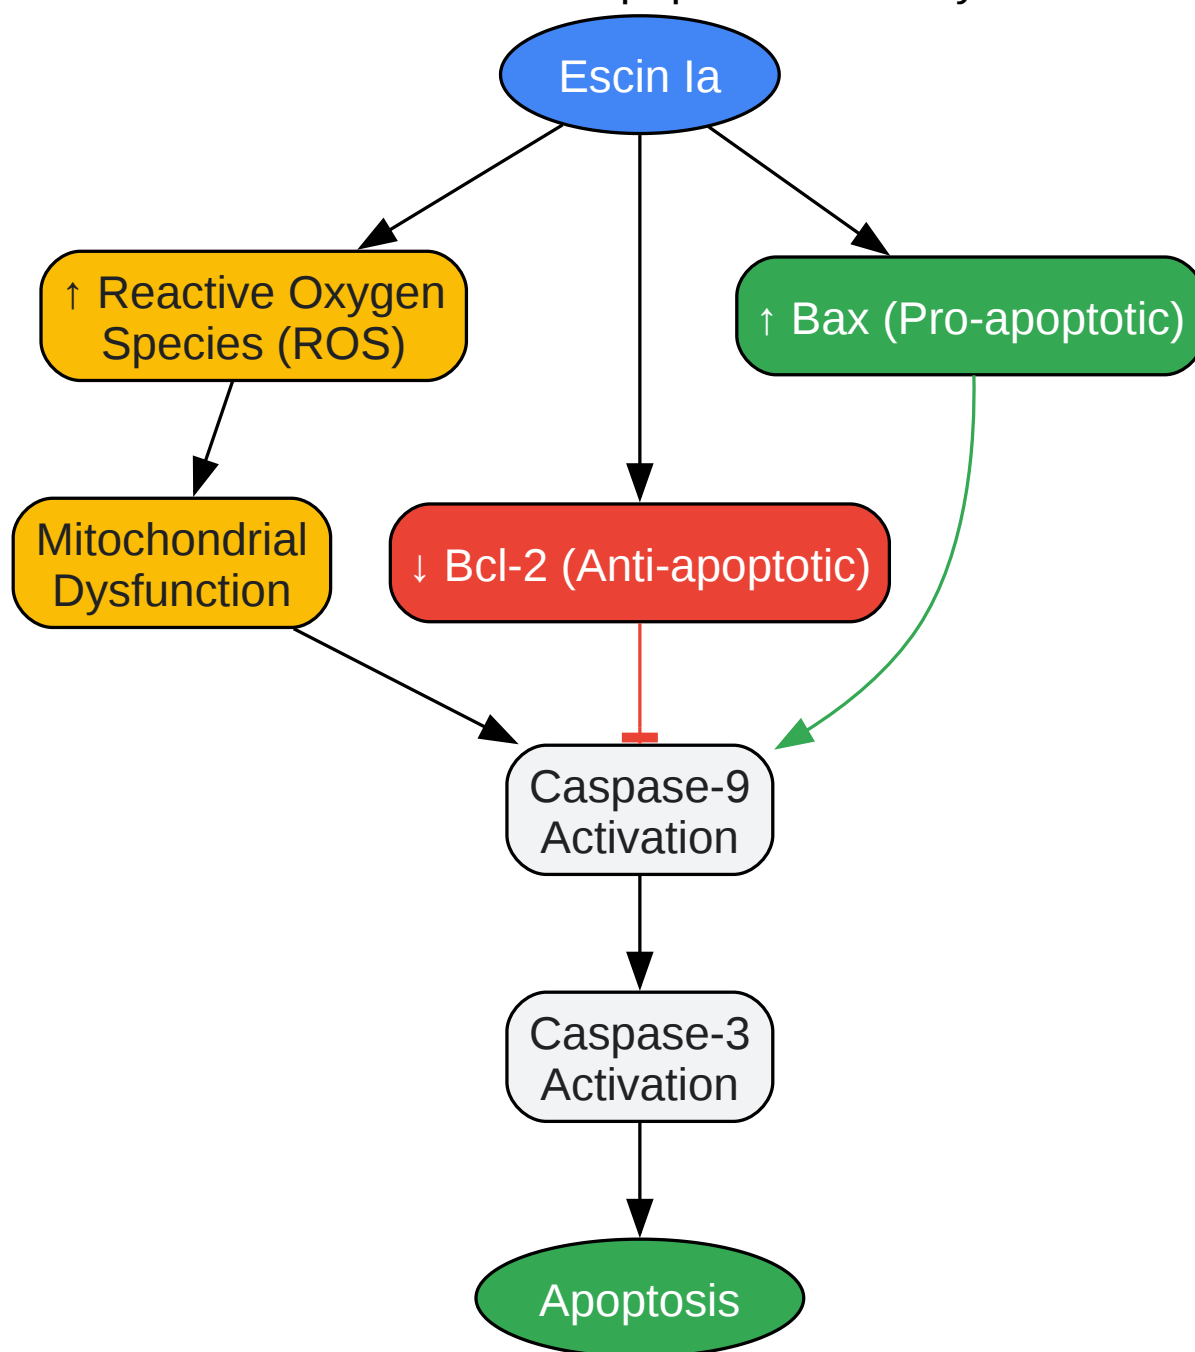 Escin Ia
↑ Reactive Oxygen
Species (ROS)
↑ Bax (Pro-apoptotic)
Mitochondrial
Dysfunction
↓ Bcl-2 (Anti-apoptotic)
Caspase-9
Activation
Caspase-3
Activation
Apoptosis